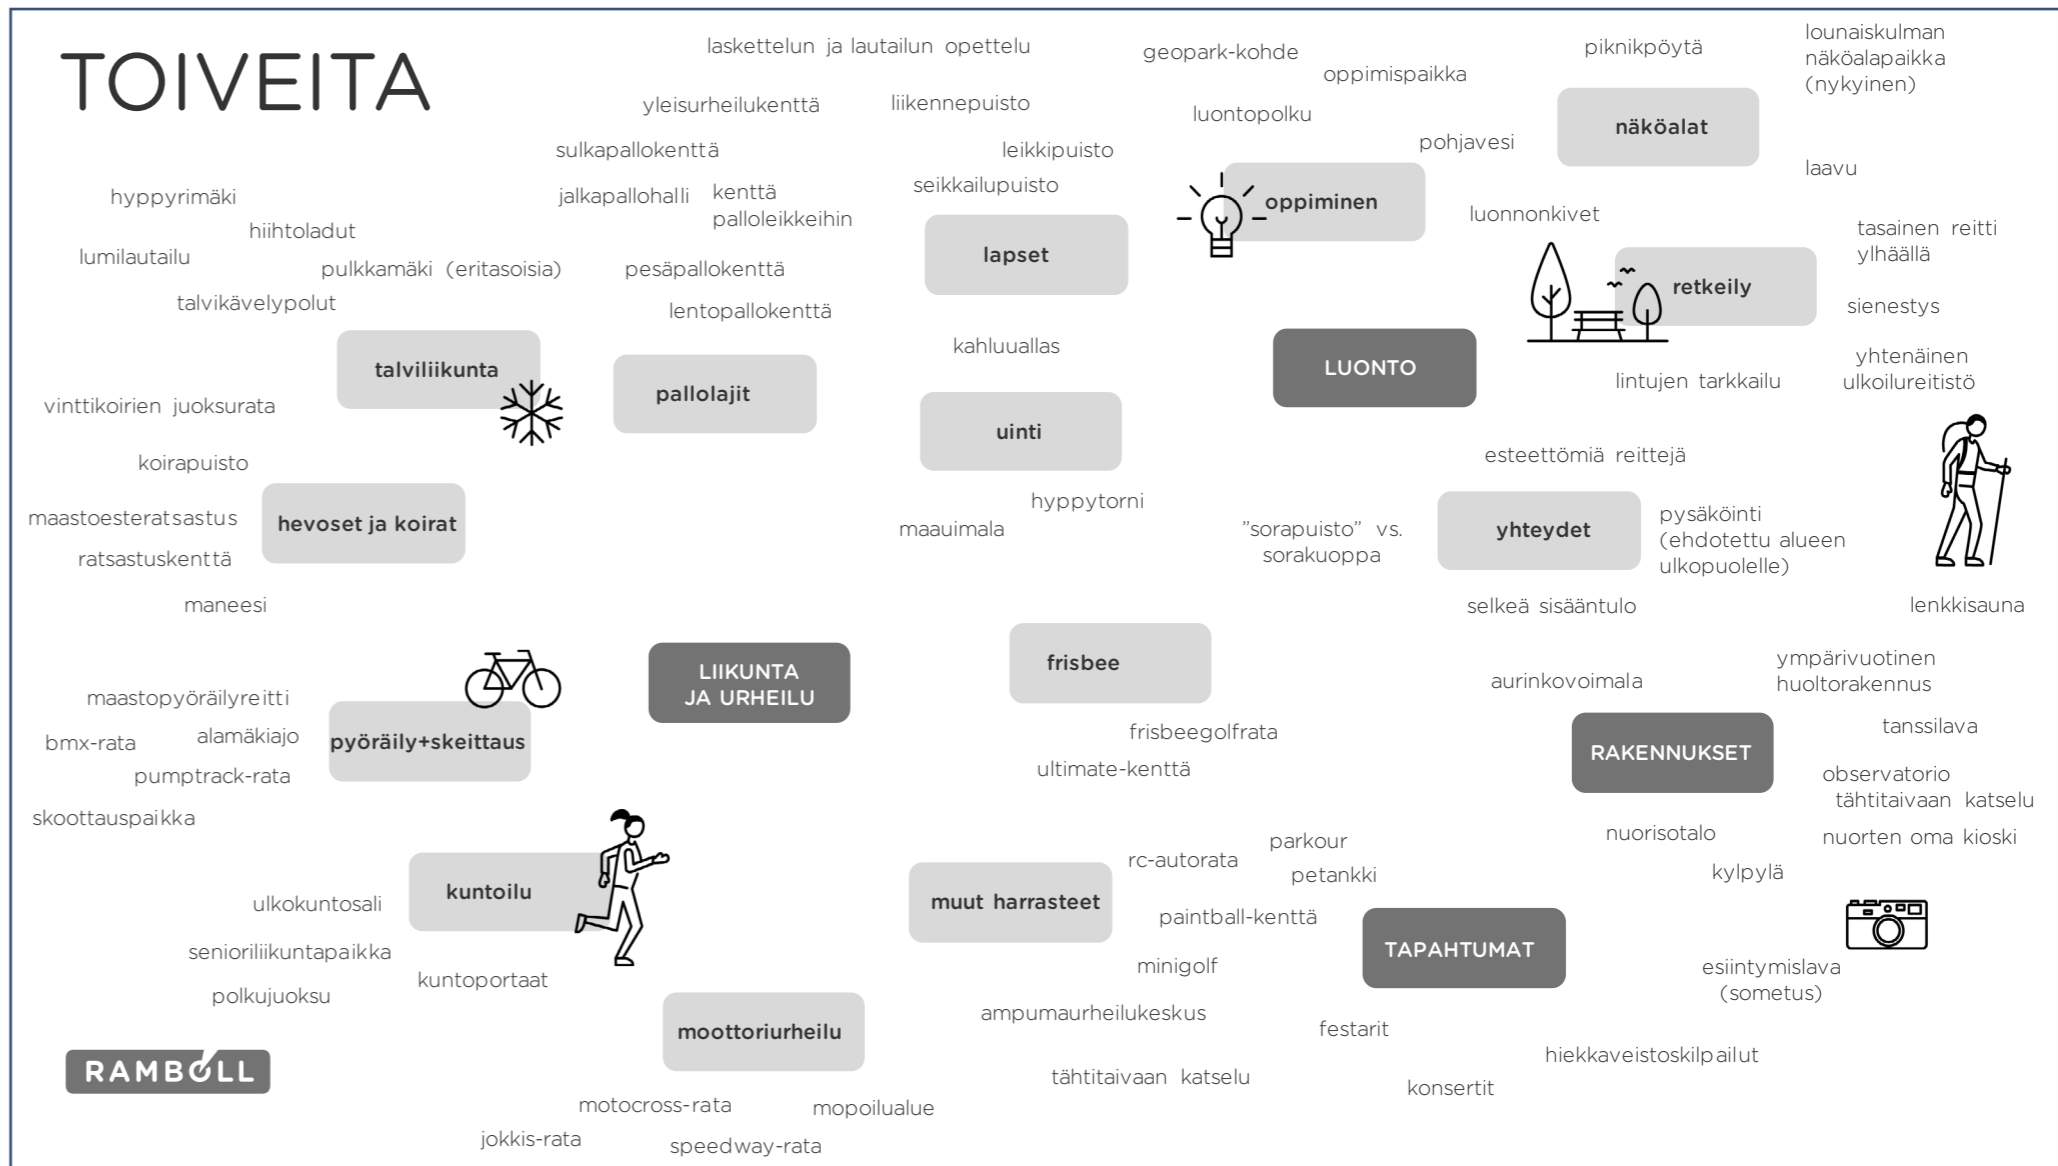 TOIVEITA
laskettelun ja lautailun opettelu
yleisurheilukenttä
liikennepuisto
sulkapallokenttä
leikkipuisto
jalkapallohalli
kenttä
palloleikkeihin
seikkailupuisto
lapset
pesäpallokenttä
lentopallokenttä
pallolajit
hyppyrimäki
hiihtoladut
lumilautailu
pulkkamäki (eritasoisia)
talvikävelypolut
talviliikunta
kahluuallas
uinti
hyppytorni
maauimala
geopark-kohde
oppimispaikka
luontopolku
pohjavesi
oppiminen
luonnonkivet
piknikpöytä
lounaiskulman
näköalapaikka
(nykyinen)
näköalat
laavu
tasainen reitti
ylhäällä
retkeily
sienestys
yhtenäinen
ulkoilureitistö
lintujen tarkkailu
LUONTO
vinttikoirien juoksurata
koirapuisto
maastoesteratsastus
hevoset ja koirat
ratsastuskenttä
maneesi
esteettömiä reittejä
"sorapuisto" vs.
sorakuoppa
yhteydet
pysäköinti
(ehdotettu alueen
ulkopuolelle)
selkeä sisääntulo
lenkkisauna
LIIKUNTA
JA URHEILU
frisbee
frisbeegolfrata
ultimate-kenttä
maastopyöräilyreitti
bmx-rata
alamäkiajo
pyöräily+skeittaus
pumptrack-rata
skoottauspaikka
aurinkovoimala
ympärivuotinen
huoltorakennus
RAKENNUKSET
tanssilava
observatorio
tähtitaivaan katselu
nuorisotalo
nuorten oma kioski
kylpylä
kuntoilu
ulkokuntosali
senioriliikuntapaikka
kuntoportaat
polkujuoksu
muut harrasteet
rc-autorata
parkour
petankki
paintball-kenttä
minigolf
ampumaurheilukeskus
tähtitaivaan katselu
TAPAHTUMAT
esiintymislava
(sometus)
festarit
hiekkaveistoskilpailut
konsertit
moottoriurheilu
motocross-rata
mopoilualue
jokkis-rata
speedway-rata
RAMBOLL